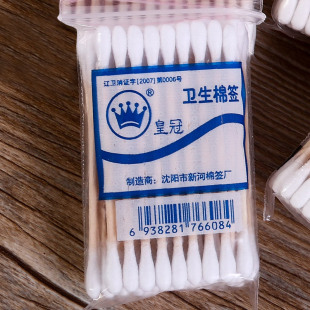 辽卫消证字[2007]第0006号
卫生棉签
皇冠
制造商：沈阳市新河棉签厂
6 938281 766084